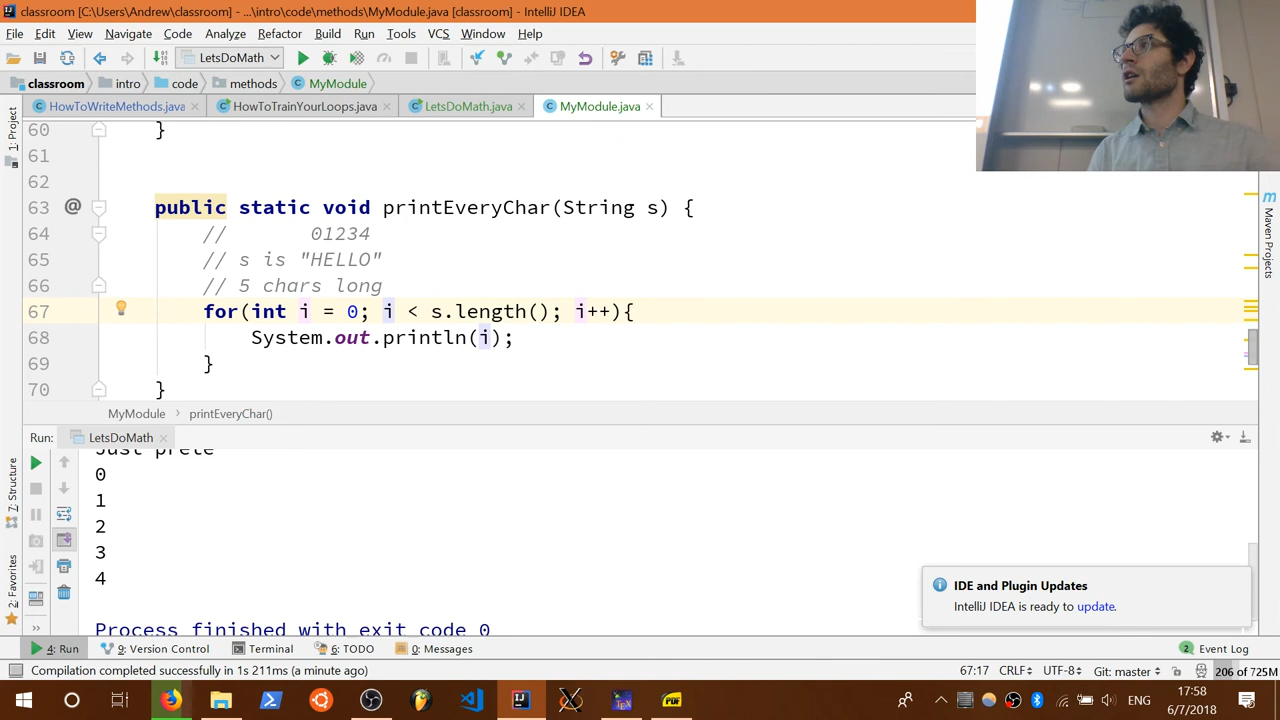 classroom [C:\Users\Andrew\classroom] - ...\intro\code\methods\MyModule.java [classroom] - IntelliJ IDEA
File Edit View Navigate Code Analyze Refactor Build Run Tools VCS Window Help
LetsDoMath
classroom intro code methods MyModule.java
HowToWriteMethods.java HowToTrainYourLoops.java LetsDoMath.java MyModule.java
1: Project
Maven Projects
60 }
61
62
63 @ public static void printEveryChar(String s) {
64 // 01234
65 // s is "HELLO"
66 // 5 chars long
67 for(int i = 0; i < s.length(); i++){
68 System.out.println(i);
69 }
70 }
MyModule > printEveryChar()
Run: LetsDoMath
7: Structure
2: Favorites
0
1
2
3
4
Process finished with exit code 0
IDE and Plugin Updates
IntelliJ IDEA is ready to update.
4: Run 9: Version Control Terminal 6: TODO 0: Messages 2 Event Log
Compilation completed successfully in 1s 211ms (a minute ago) 67:17 CRLF UTF-8 Git: master 206 of 725M
ENG
17:58
6/7/2018